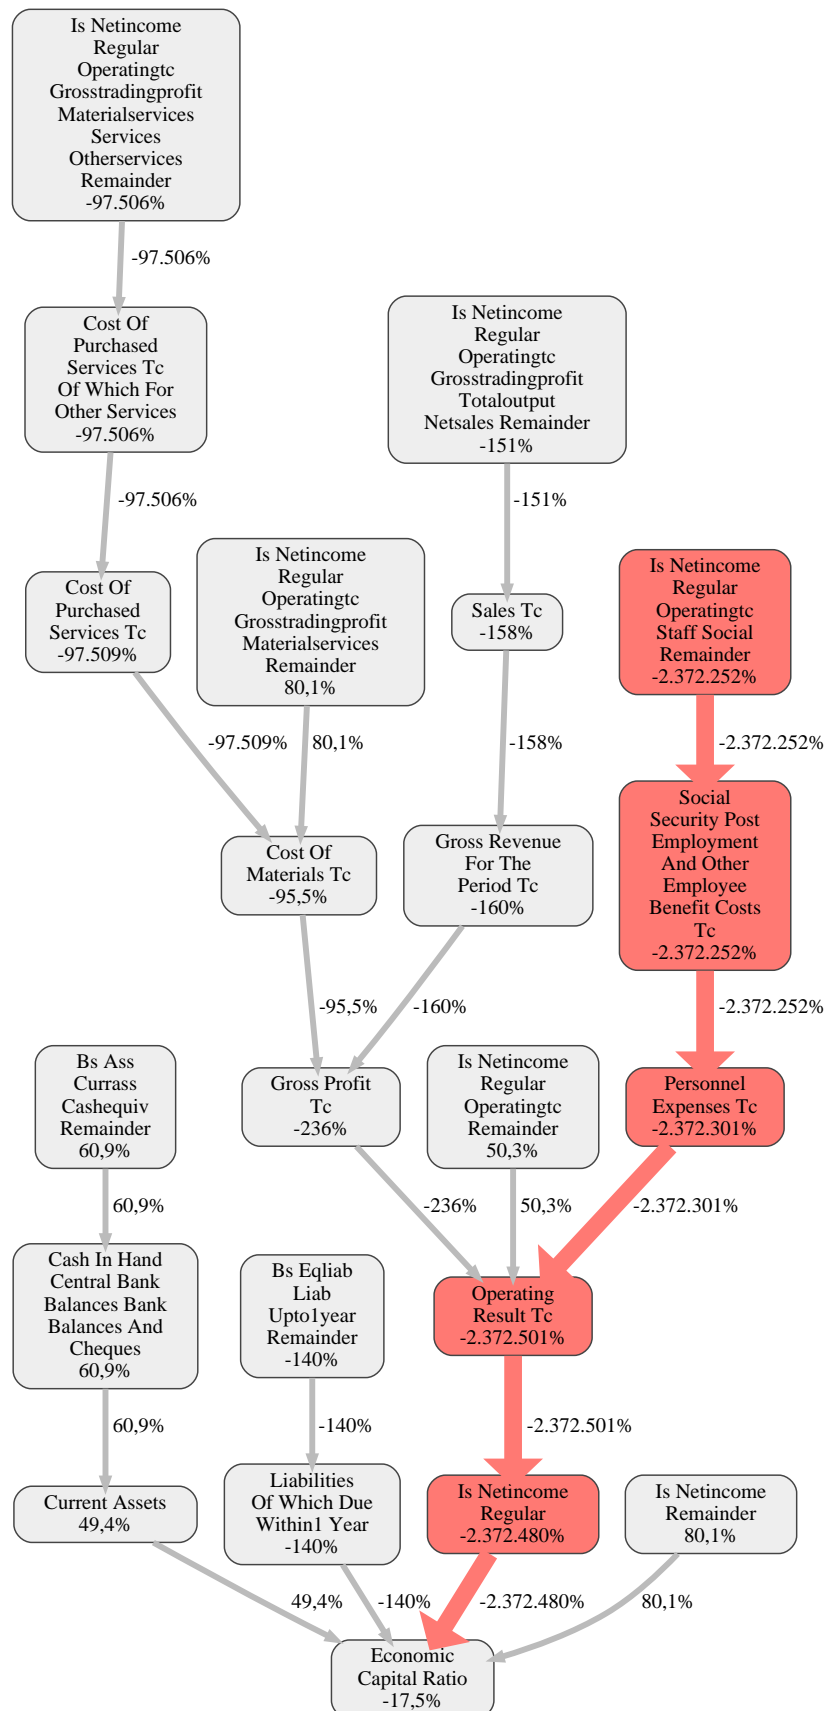 Is Netincome
Regular
Operatingtc
Grosstradingprofit
Materialservices
Services
Otherservices
Remainder
-97.506%
-97.506%
Cost Of
Purchased
Services Tc
Of Which For
Other Services
-97.506%
Is Netincome
Regular
Operatingtc
Grosstradingprofit
Totaloutput
Netsales Remainder
-151%
-97.506%
-151%
Cost Of
Purchased
Services Tc
-97.509%
Is Netincome
Regular
Operatingtc
Grosstradingprofit
Materialservices
Remainder
80,1%
Sales Tc
-158%
Is Netincome
Regular
Operatingtc
Staff Social
Remainder
-2.372.252%
-97.509%
80,1%
-158%
-2.372.252%
Cost Of
Materials Tc
-95,5%
Gross Revenue
For The
Period Tc
-160%
Social
Security Post
Employment
And Other
Employee
Benefit Costs
Tc
-2.372.252%
-95,5%
-160%
-2.372.252%
Bs Ass
Currass
Cashequiv
Remainder
60,9%
Gross Profit
Tc
-236%
Is Netincome
Regular
Operatingtc
Remainder
50,3%
Personnel
Expenses Tc
-2.372.301%
60,9%
-236%
50,3%
-2.372.301%
Cash In Hand
Central Bank
Balances Bank
Balances And
Cheques
60,9%
Bs Eqliab
Liab
Upto1year
Remainder
-140%
Operating
Result Tc
-2.372.501%
60,9%
-140%
-2.372.501%
Current Assets
49,4%
Liabilities
Of Which Due
Within1 Year
-140%
Is Netincome
Regular
-2.372.480%
Is Netincome
Remainder
80,1%
49,4%
-140%
-2.372.480%
80,1%
Economic
Capital Ratio
-17,5%